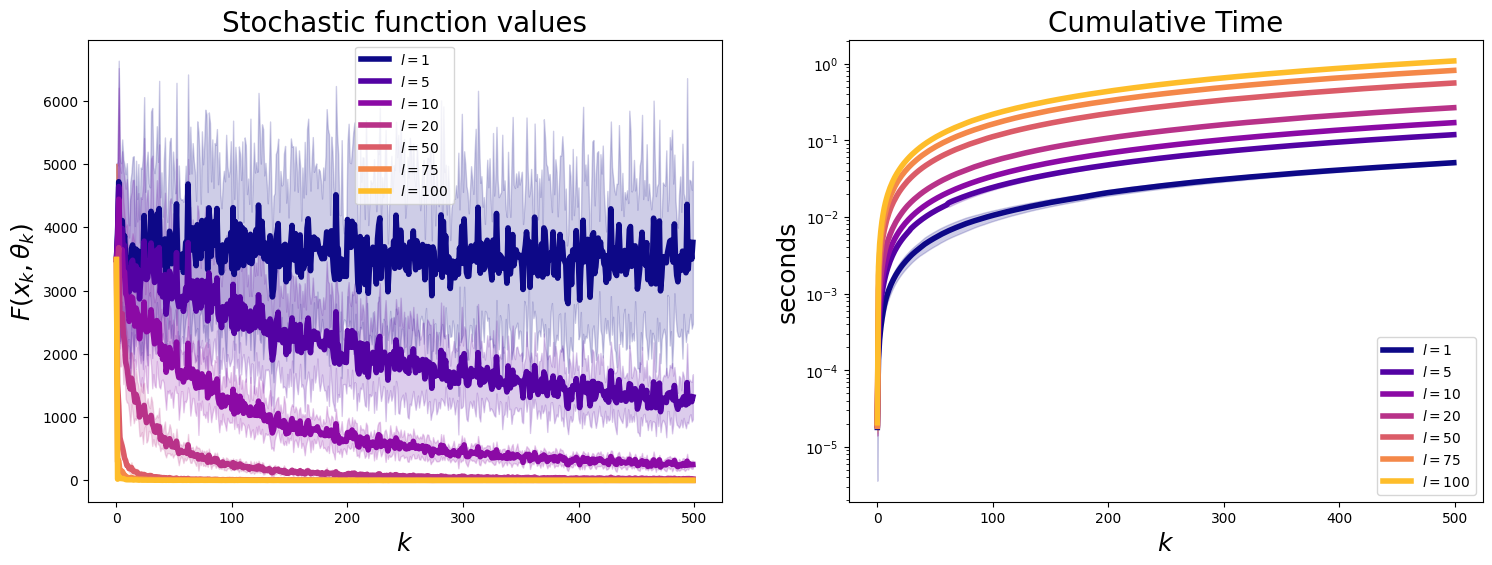 Stochastic function values
F(x_k, θ_k)
6000
5000
4000
3000
2000
1000
0
l = 1
l = 5
l = 10
l = 20
l = 50
l = 75
l = 100
0 100 200 300 400 500
k
Cumulative Time
seconds
10^0
10^-1
10^-2
10^-3
10^-4
10^-5
l = 1
l = 5
l = 10
l = 20
l = 50
l = 75
l = 100
0 100 200 300 400 500
k